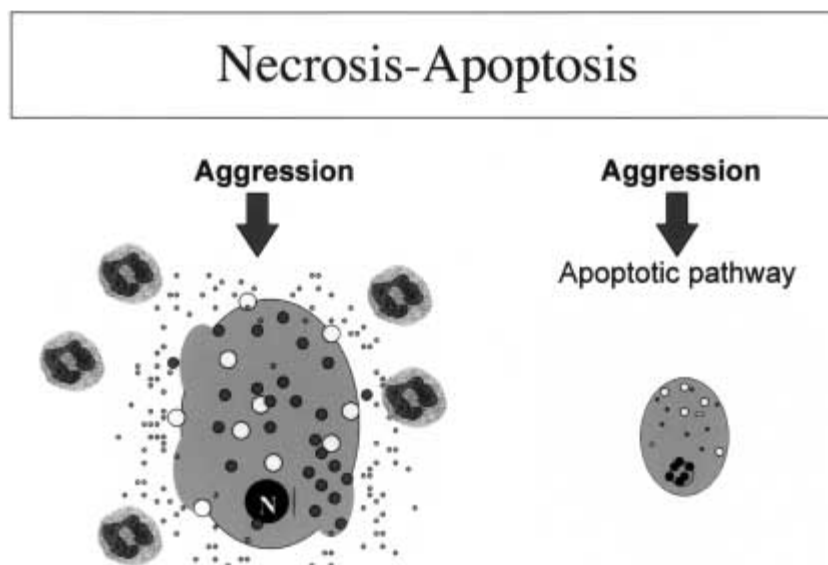 Necrosis-Apoptosis
Aggression
Aggression
Apoptotic pathway
N